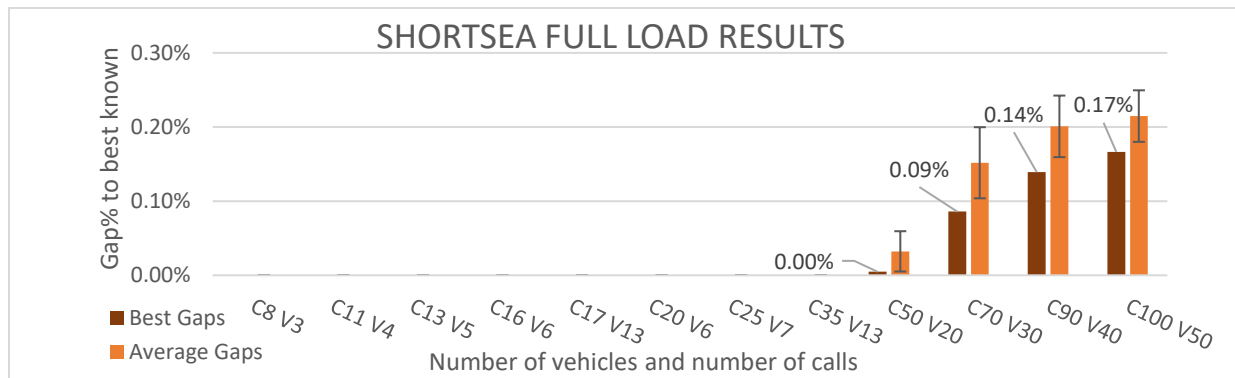 SHORTSEA FULL LOAD RESULTS
Gap% to best known
0.30%
0.20%
0.10%
0.00%
0.00%
0.09%
0.14%
0.17%
C8 V3
C11 V4
C13 V5
C16 V6
C17 V13
C20 V6
C25 V7
C35 V13
C50 V20
C70 V30
C90 V40
C100 V50
Best Gaps
Average Gaps
Number of vehicles and number of calls